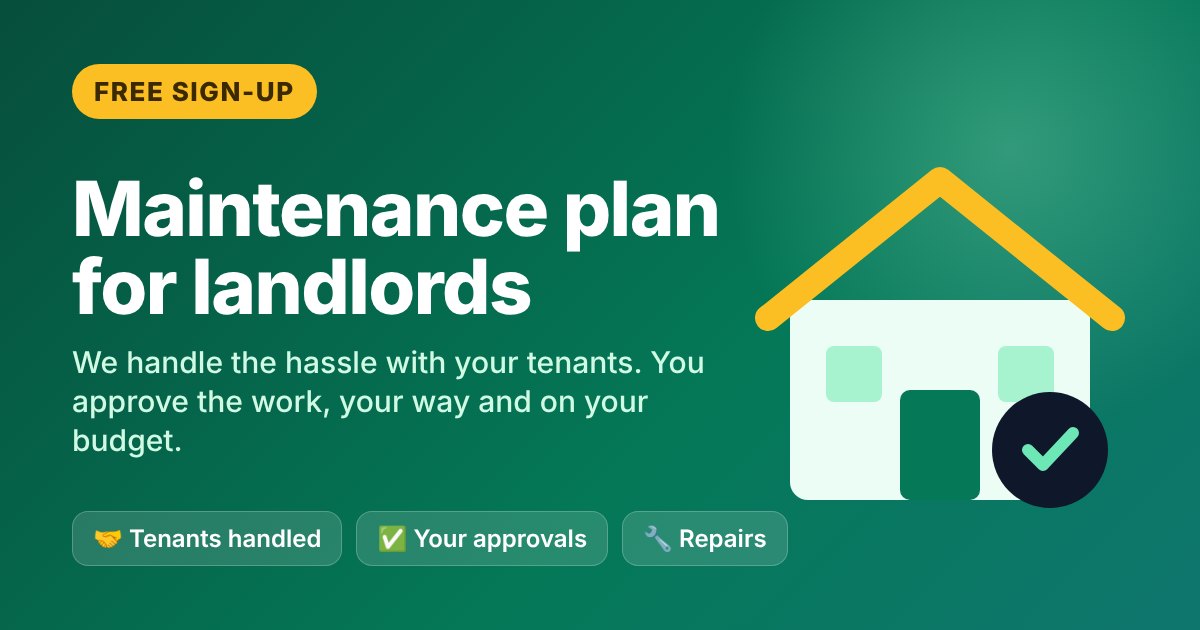 FREE SIGN-UP
Maintenance plan
for landlords
We handle the hassle with your tenants. You
approve the work, your way and on your
budget.
🤝 Tenants handled
✅ Your approvals
🔧 Repairs